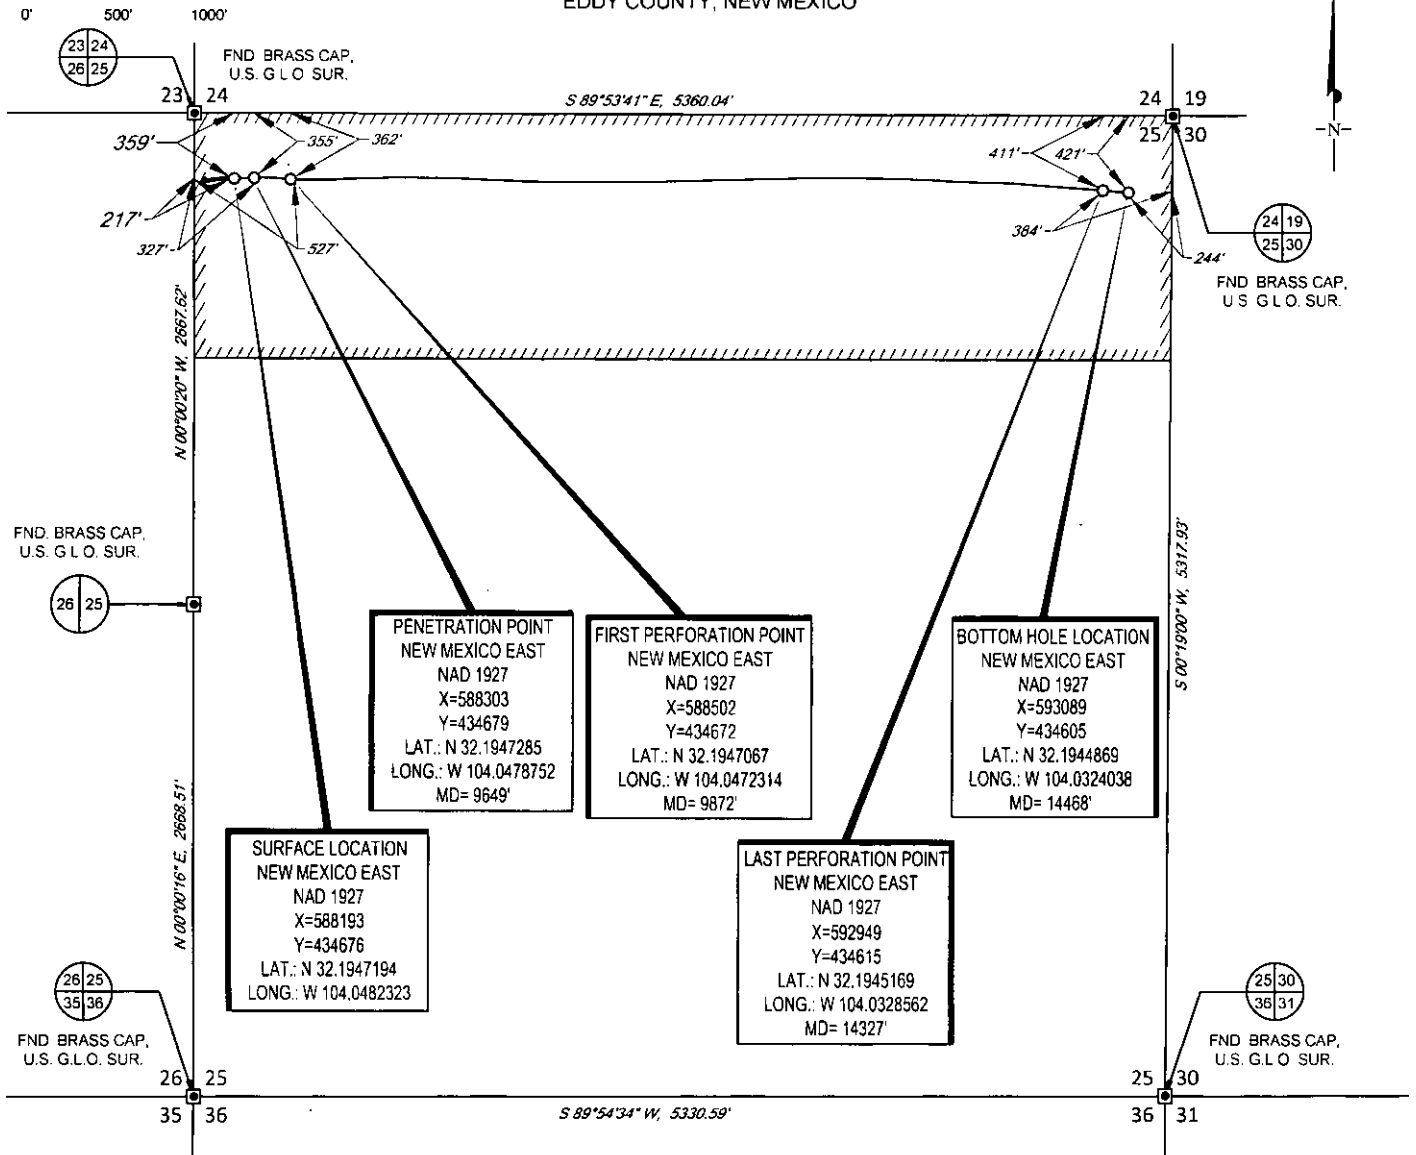 EDDY COUNTY, NEW MEXICO
0' 500' 1000'
23 24
26 25
FND. BRASS CAP,
U.S. G L O SUR.
23 24
S 89°53'41" E, 5360.04'
24 19
25 30
-N-
359'
355'
362'
411'
421'
217'
327'
527'
384'
244'
24 19
25 30
FND BRASS CAP,
U S G L O. SUR.
N 00°00'20" W, 2667.62'
FND. BRASS CAP,
U.S. G L O. SUR.
26 25
S 00°19'00" W, 5317.93'
PENETRATION POINT
NEW MEXICO EAST
NAD 1927
X=588303
Y=434679
LAT.: N 32.1947285
LONG.: W 104.0478752
MD= 9649'
FIRST PERFORATION POINT
NEW MEXICO EAST
NAD 1927
X=588502
Y=434672
LAT.: N 32.1947067
LONG.: W 104.0472314
MD= 9872'
BOTTOM HOLE LOCATION
NEW MEXICO EAST
NAD 1927
X=593089
Y=434605
LAT.: N 32.1944869
LONG.: W 104.0324038
MD= 14468'
N 00°00'16" E, 2668.51'
SURFACE LOCATION
NEW MEXICO EAST
NAD 1927
X=588193
Y=434676
LAT.: N 32.1947194
LONG.: W 104.0482323
LAST PERFORATION POINT
NEW MEXICO EAST
NAD 1927
X=592949
Y=434615
LAT.: N 32.1945169
LONG.: W 104.0328562
MD= 14327'
26 25
35 36
FND BRASS CAP,
U.S. G.L.O. SUR.
25 30
36 31
FND BRASS CAP,
U.S. G.L O SUR.
26 25
35 36
S 89°54'34" W, 5330.59'
25 30
36 31